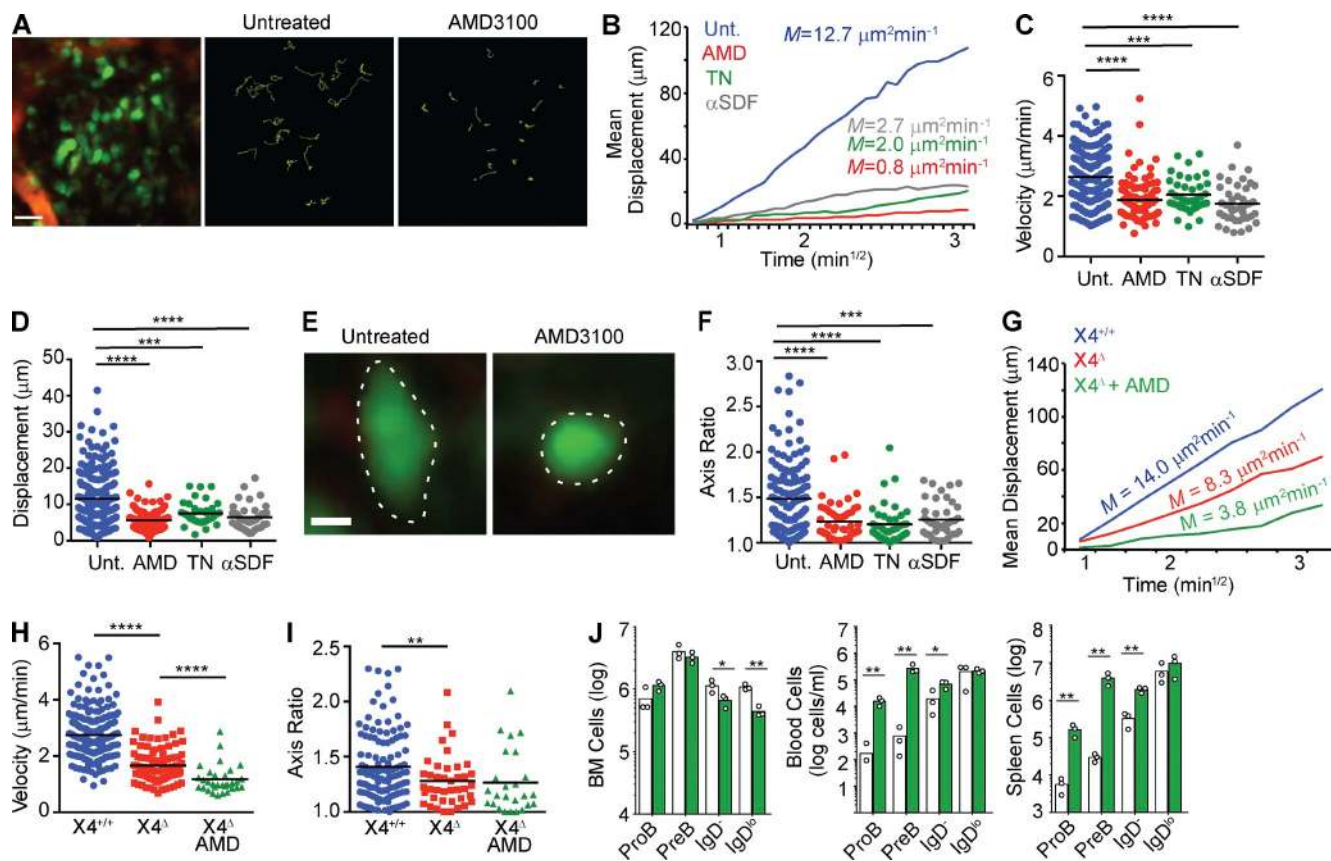 A
Untreated
AMD3100
B
Mean
Displacement (μm)
120
80
40
0
Unt.
AMD
TN
αSDF
M=12.7 μm²min⁻¹
M=2.7 μm²min⁻¹
M=2.0 μm²min⁻¹
M=0.8 μm²min⁻¹
1 2 3
Time (min¹ᐟ²)
C
****
***
****
Velocity (μm/min)
6
4
2
0
Unt. AMD TN αSDF
D
****
***
****
Displacement (μm)
50
40
30
20
10
0
Unt. AMD TN αSDF
E
Untreated
AMD3100
F
***
****
****
Axis Ratio
3.0
2.5
2.0
1.5
1.0
Unt. AMD TN αSDF
G
X4⁺/⁺
X4Δ
X4Δ + AMD
Mean Displacement (μm)
140
100
60
20
0
M = 14.0 μm²min⁻¹
M = 8.3 μm²min⁻¹
M = 3.8 μm²min⁻¹
1 2 3
Time (min¹ᐟ²)
H
****
****
Velocity (μm/min)
6
4
2
0
X4⁺/⁺ X4Δ X4Δ
AMD
I
**
Axis Ratio
2.5
2.0
1.5
1.0
X4⁺/⁺ X4Δ X4Δ
AMD
J
BM Cells (log)
7
6
5
4
* **
ProB PreB IgD⁻ IgDˡᵒ
Blood Cells
(log cells/ml)
6
5
4
3
2
1
0
** ** *
ProB PreB IgD⁻ IgDˡᵒ
Spleen Cells (log)
8
7
6
5
4
3
** ** **
ProB PreB IgD⁻ IgDˡᵒ